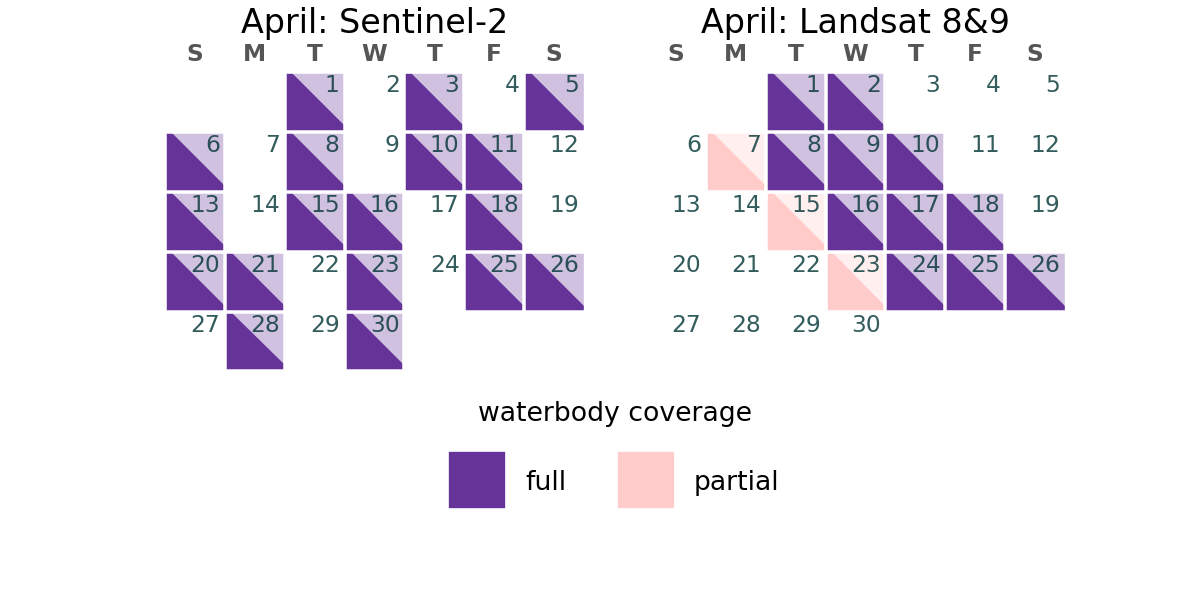 April: Sentinel-2
S M T W T F S
1 2 3 4 5
6 7 8 9 10 11 12
13 14 15 16 17 18 19
20 21 22 23 24 25 26
27 28 29 30
April: Landsat 8&9
S M T W T F S
1 2 3 4 5
6 7 8 9 10 11 12
13 14 15 16 17 18 19
20 21 22 23 24 25 26
27 28 29 30
waterbody coverage
full partial